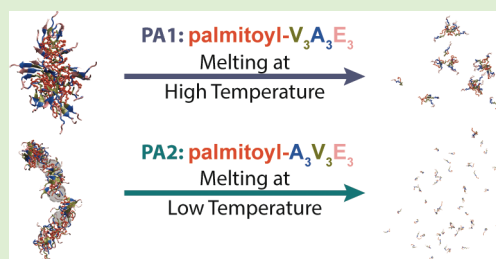 PA1: palmitoyl-V₃A₃E₃
Melting at
High Temperature
PA2: palmitoyl-A₃V₃E₃
Melting at
Low Temperature